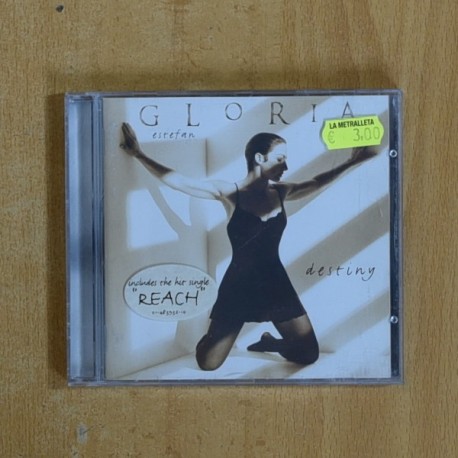 GLORIA
estefan
LA METRALLETA
€ 3,00
destiny
includes the hit single
"REACH"